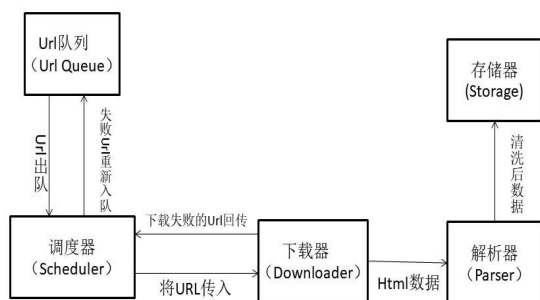 Url队列
(Url Queue)
存储器
(Storage)
Url出队
失败Url重新入队
清洗后数据
下载失败的Url回传
调度器
(Scheduler)
将URL传入
下载器
(Downloader)
Html数据
解析器
(Parser)